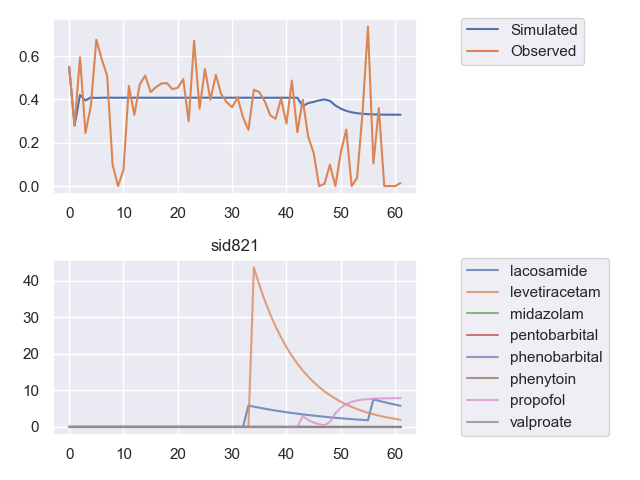 0.6
0.4
0.2
0.0
0 10 20 30 40 50 60
Simulated
Observed
sid821
40
30
20
10
0
0 10 20 30 40 50 60
lacosamide
levetiracetam
midazolam
pentobarbital
phenobarbital
phenytoin
propofol
valproate